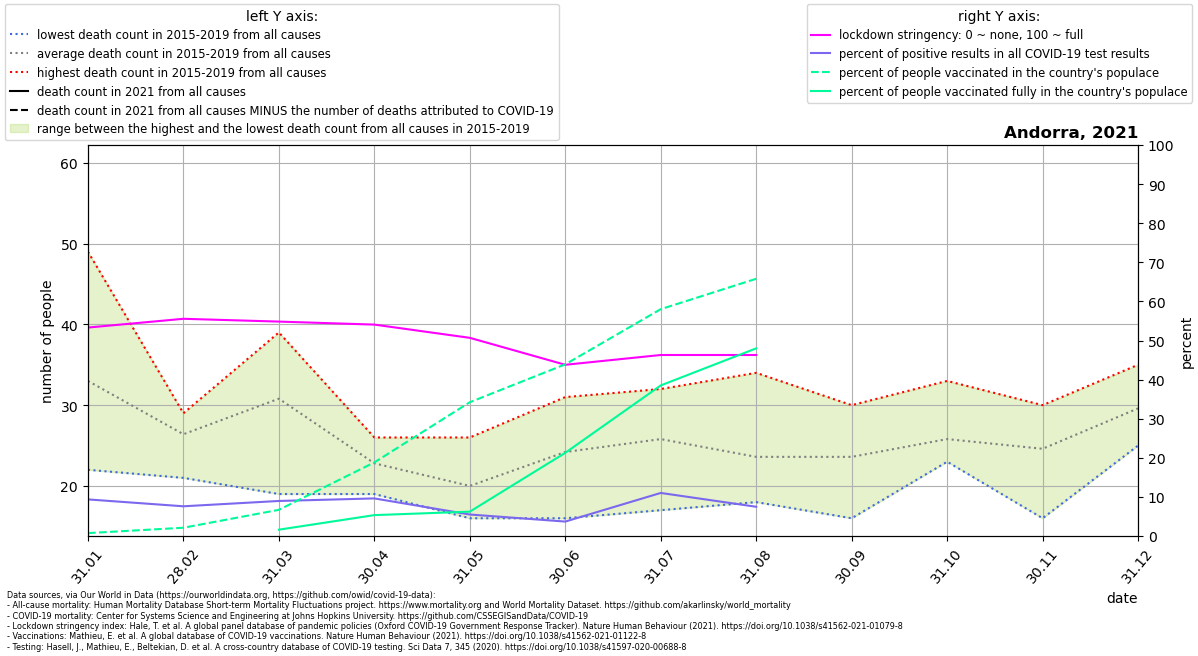 left Y axis:
lowest death count in 2015-2019 from all causes
average death count in 2015-2019 from all causes
highest death count in 2015-2019 from all causes
death count in 2021 from all causes
death count in 2021 from all causes MINUS the number of deaths attributed to COVID-19
range between the highest and the lowest death count from all causes in 2015-2019
right Y axis:
lockdown stringency: 0 ~ none, 100 ~ full
percent of positive results in all COVID-19 test results
percent of people vaccinated in the country's populace
percent of people vaccinated fully in the country's populace
Andorra, 2021
number of people
60
50
40
30
20
100
90
80
70
60
50
40
30
20
10
0
percent
31.01
28.02
31.03
30.04
31.05
30.06
31.07
31.08
30.09
31.10
30.11
31.12
date
Data sources, via Our World in Data (https://ourworldindata.org, https://github.com/owid/covid-19-data):
- All-cause mortality: Human Mortality Database Short-term Mortality Fluctuations project. https://www.mortality.org and World Mortality Dataset. https://github.com/akarlinsky/world_mortality
- COVID-19 mortality: Center for Systems Science and Engineering at Johns Hopkins University. https://github.com/CSSEGISandData/COVID-19
- Lockdown stringency index: Hale, T. et al. A global panel database of pandemic policies (Oxford COVID-19 Government Response Tracker). Nature Human Behaviour (2021). https://doi.org/10.1038/s41562-021-01079-8
- Vaccinations: Mathieu, E. et al. A global database of COVID-19 vaccinations. Nature Human Behaviour (2021). https://doi.org/10.1038/s41562-021-01122-8
- Testing: Hasell, J., Mathieu, E., Beltekian, D. et al. A cross-country database of COVID-19 testing. Sci Data 7, 345 (2020). https://doi.org/10.1038/s41597-020-00688-8